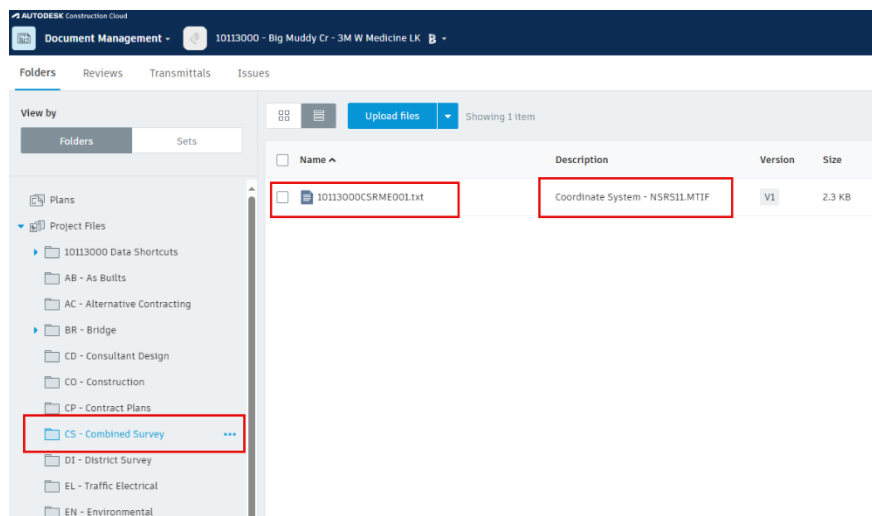 AUTODESK Construction Cloud
Document Management 10113000 - Big Muddy Cr - 3M W Medicine LK B
Folders Reviews Transmittals Issues
View by
Folders Sets
Upload files Showing 1 item
Name Description Version Size
10113000CSRME001.txt Coordinate System - NSRS11.MTIF V1 2.3 KB
Plans
Project Files
10113000 Data Shortcuts
AB - As Builts
AC - Alternative Contracting
BR - Bridge
CD - Consultant Design
CO - Construction
CP - Contract Plans
CS - Combined Survey
DI - District Survey
EL - Traffic Electrical
EN - Environmental